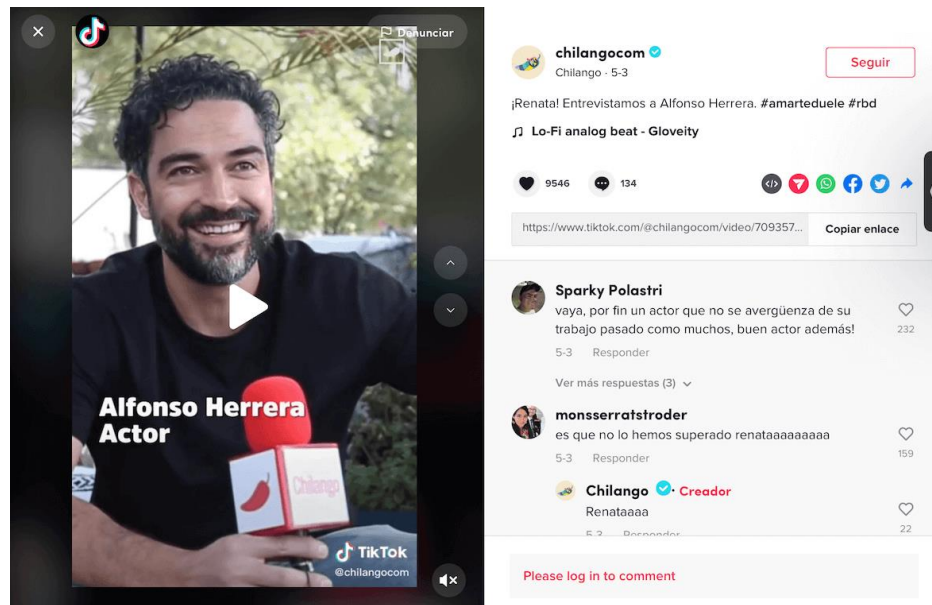 Denunciar
Alfonso Herrera
Actor
Chilango
TikTok
@chilangocom
chilangocom
Chilango · 5-3
Seguir
¡Renata! Entrevistamos a Alfonso Herrera. #amarteduele #rbd
Lo-Fi analog beat - Gloveity
9546
134
https://www.tiktok.com/@chilangocom/video/709357...
Copiar enlace
Sparky Polastri
vaya, por fin un actor que no se avergüenza de su
trabajo pasado como muchos, buen actor además!
232
5-3 Responder
Ver más respuestas (3)
monsserratstroder
es que no lo hemos superado renataaaaaaaaa
159
5-3 Responder
Chilango · Creador
Renataaaa
22
5-3 Responder
Please log in to comment